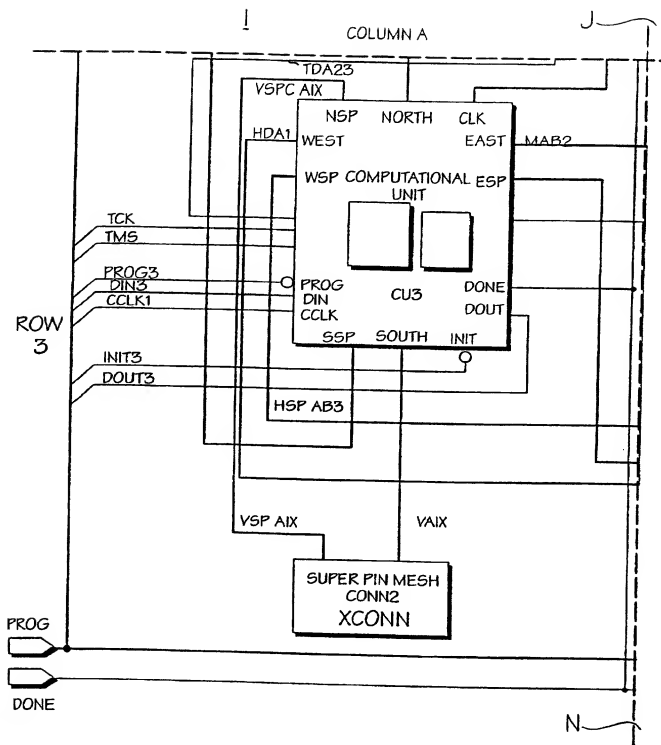 I
J
COLUMN A
TDA23
VSPC AIX
NSP
NORTH
CLK
HDA1
WEST
EAST
MAB2
WSP
COMPUTATIONAL
UNIT
ESP
TCK
TMS
PROG3
DIN3
CCLK1
PROG
DIN
CCLK
CU3
DONE
DOUT
ROW
3
SSP
SOUTH
INIT
INIT3
DOUT3
HSP AB3
VSP AIX
VAIX
SUPER PIN MESH
CONN2
XCONN
PROG
DONE
N